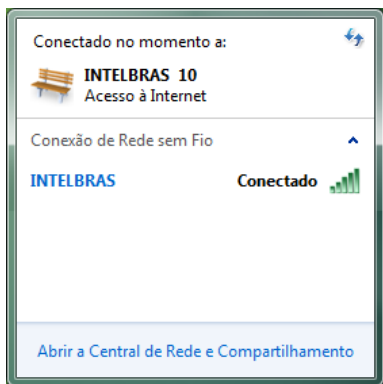 Conectado no momento a:
INTELBRAS 10
Acesso à Internet
Conexão de Rede sem Fio
INTELBRAS Conectado
Abrir a Central de Rede e Compartilhamento